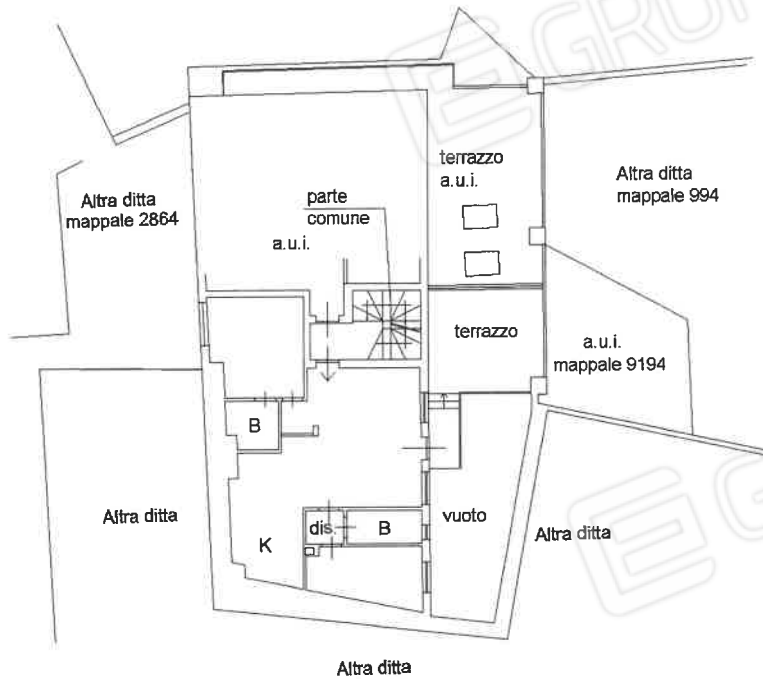 terrazzo
a.u.i.
Altra ditta
mappale 994
Altra ditta
mappale 2864
parte
comune
a.u.i.
terrazzo
a.u.i.
mappale 9194
B
Altra ditta
K
dis.
B
vuoto
Altra ditta
Altra ditta